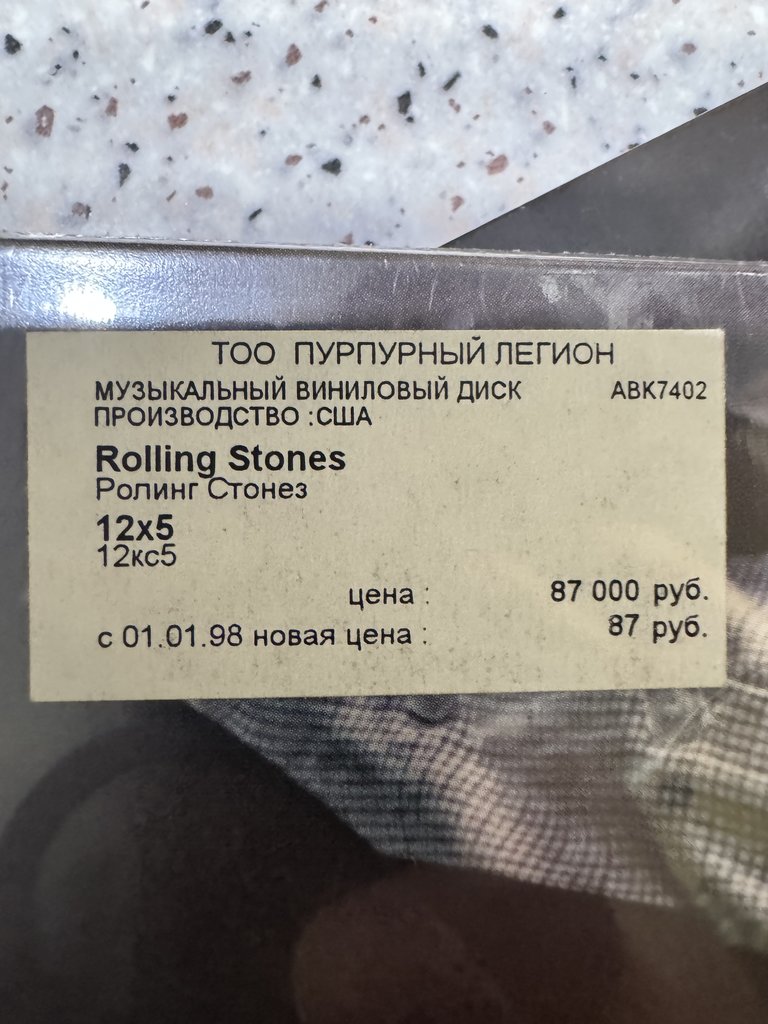 ТОО ПУРПУРНЫЙ ЛЕГИОН
МУЗЫКАЛЬНЫЙ ВИНИЛОВЫЙ ДИСК ABK7402
ПРОИЗВОДСТВО :США
Rolling Stones
Ролинг Стонез
12x5
12кс5
цена : 87 000 руб.
с 01.01.98 новая цена : 87 руб.